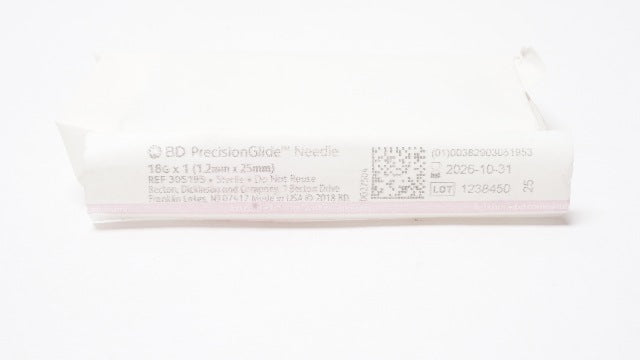 BD PrecisionGlide™ Needle
18G x 1 (1.2mm x 25mm)
REF 305195 • Sterile • Do Not Reuse
Becton, Dickinson and Company, 1 Becton Drive
Franklin Lakes, NJ 07417 Made in USA © 2018 BD
(01)00382903051953
2026-10-31
LOT 1238450
25